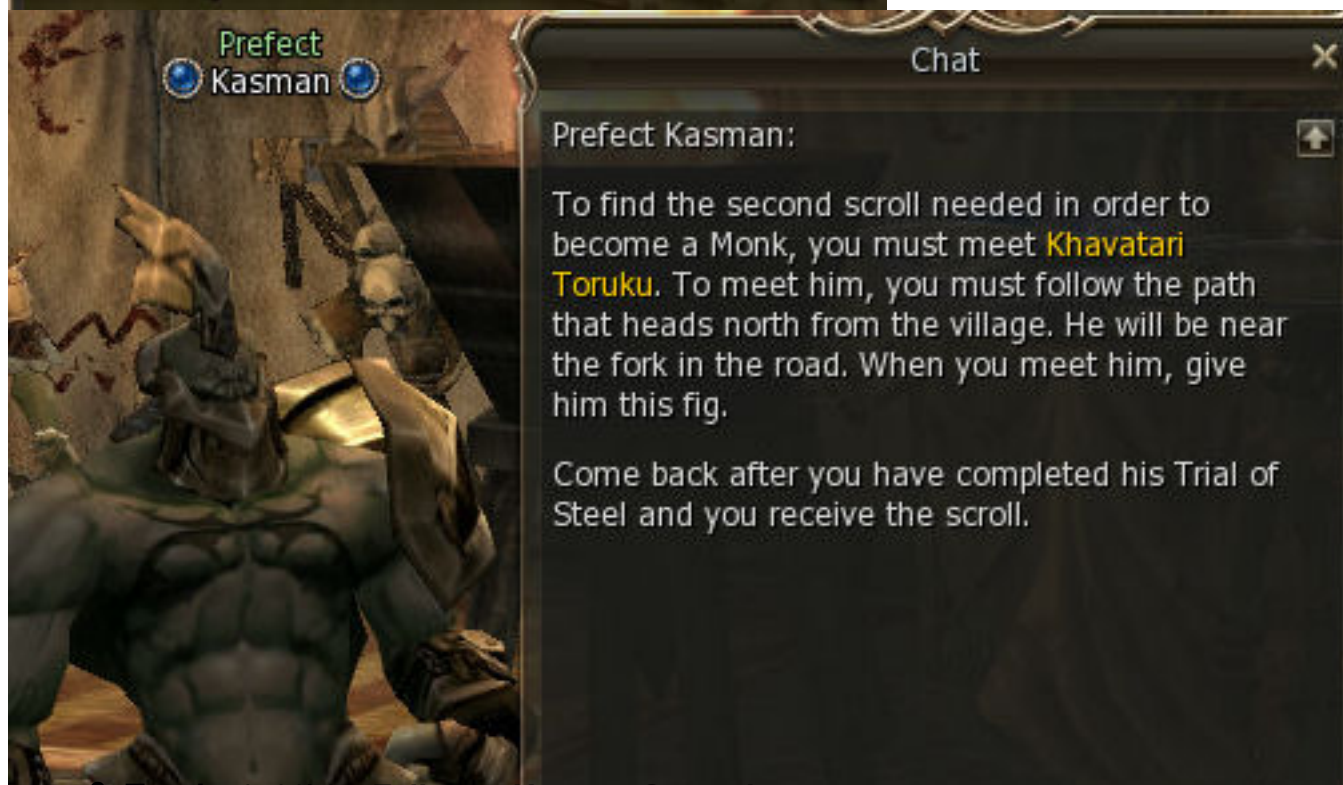 Prefect
Kasman
Chat
Prefect Kasman:
To find the second scroll needed in order to
become a Monk, you must meet Khavatari
Toruku. To meet him, you must follow the path
that heads north from the village. He will be near
the fork in the road. When you meet him, give
him this fig.
Come back after you have completed his Trial of
Steel and you receive the scroll.